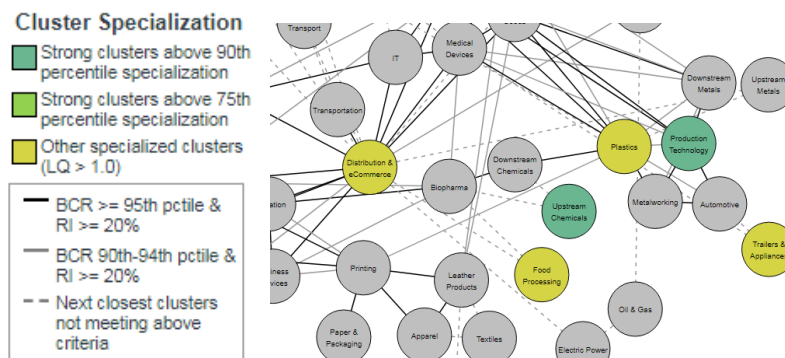 Cluster Specialization
Strong clusters above 90th
percentile specialization
Strong clusters above 75th
percentile specialization
Other specialized clusters
(LQ > 1.0)
BCR >= 95th pctile &
RI >= 20%
BCR 90th-94th pctile &
RI >= 20%
Next closest clusters
not meeting above
criteria
Transport
IT
Medical
Devices
Downstream
Metals
Upstream
Metals
Transportation
Distribution &
eCommerce
Plastics
Production
Technology
Downstream
Chemicals
Biopharma
Upstream
Chemicals
Metalworking
Automotive
Trailers &
Appliances
Printing
Leather
Products
Food
Processing
Oil & Gas
Paper &
Packaging
Apparel
Textiles
Electric Power